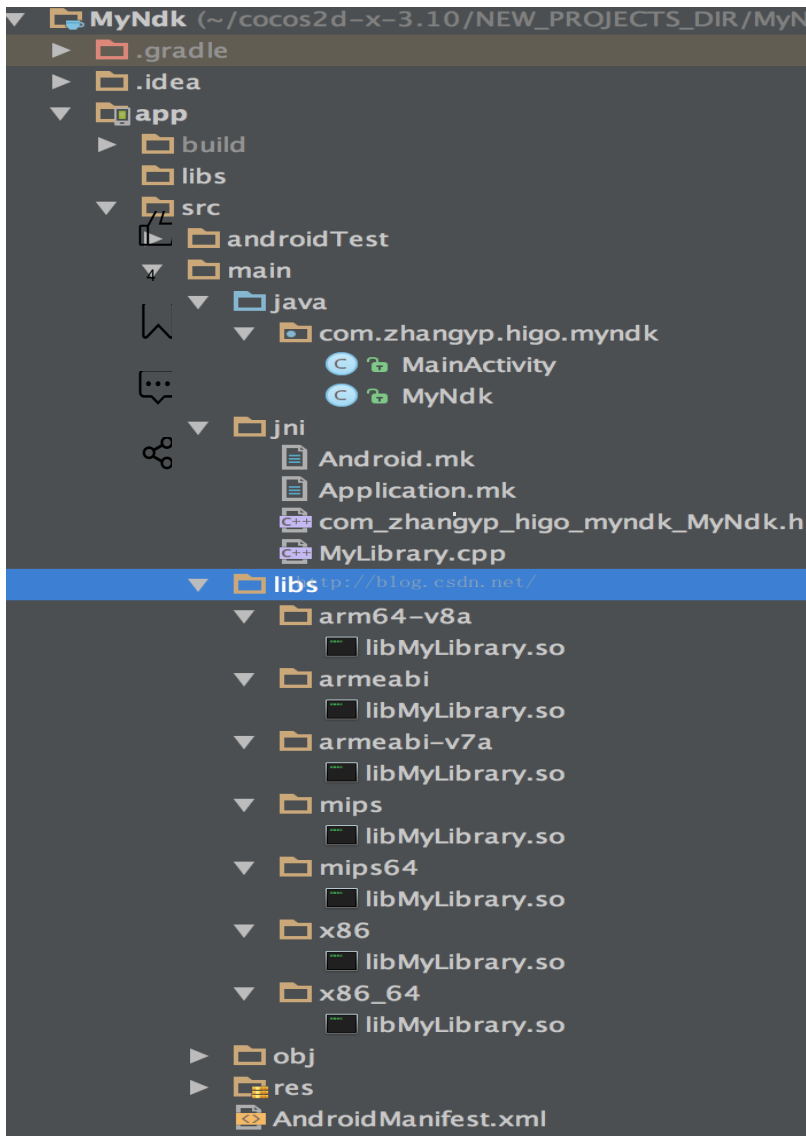 MyNdk (~/cocos2d-x-3.10/NEW_PROJECTS_DIR/MyN
.gradle
.idea
app
build
libs
src
androidTest
4
main
java
com.zhangyp.higo.myndk
C MainActivity
C MyNdk
jni
Android.mk
Application.mk
C++ com_zhangyp_higo_myndk_MyNdk.h
C++ MyLibrary.cpp
libs http://blog.csdn.net/
arm64-v8a
libMyLibrary.so
armeabi
libMyLibrary.so
armeabi-v7a
libMyLibrary.so
mips
libMyLibrary.so
mips64
libMyLibrary.so
x86
libMyLibrary.so
x86_64
libMyLibrary.so
obj
res
AndroidManifest.xml